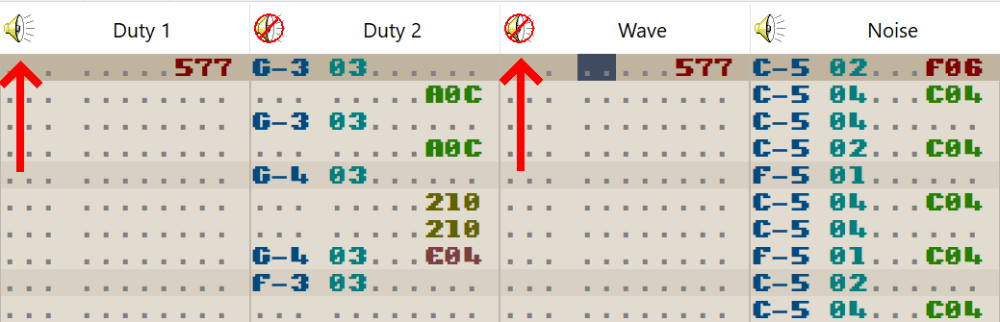 Duty 1 Duty 2 Wave Noise
... .. ... 577 G-3 03 ... ... ... .. ... 577 C-5 02 ... F06
... .. ... ... ... .. ... A0C ... .. ... ... C-5 04 ... C04
... .. ... ... G-3 03 ... ... ... .. ... ... C-5 04 ... ...
... .. ... ... ... .. ... A0C ... .. ... ... C-5 02 ... C04
... .. ... ... G-4 03 ... ... ... .. ... ... F-5 01 ... ...
... .. ... ... ... .. ... 210 ... .. ... ... C-5 04 ... C04
... .. ... ... ... .. ... 210 ... .. ... ... C-5 04 ... ...
... .. ... ... G-4 03 ... E04 ... .. ... ... F-5 01 ... C04
... .. ... ... F-3 03 ... ... ... .. ... ... C-5 02 ... ...
... .. ... ... ... .. ... ... ... .. ... ... C-5 04 ... C04